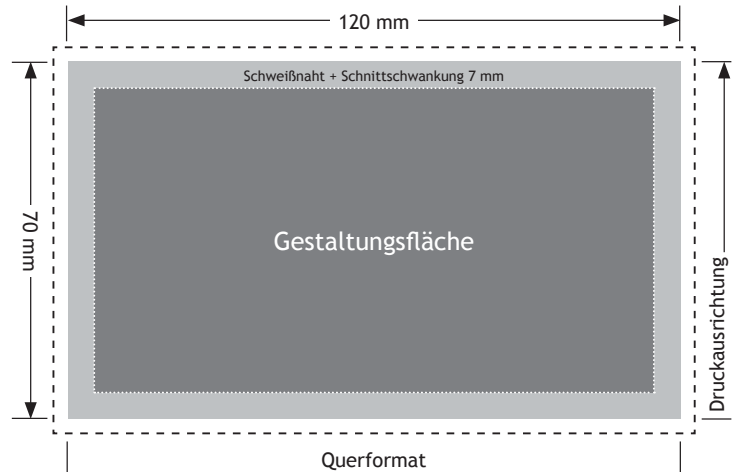 120 mm
Schweißnaht + Schnittschwankung 7 mm
70 mm
Gestaltungsfläche
Druckausrichtung
Querformat